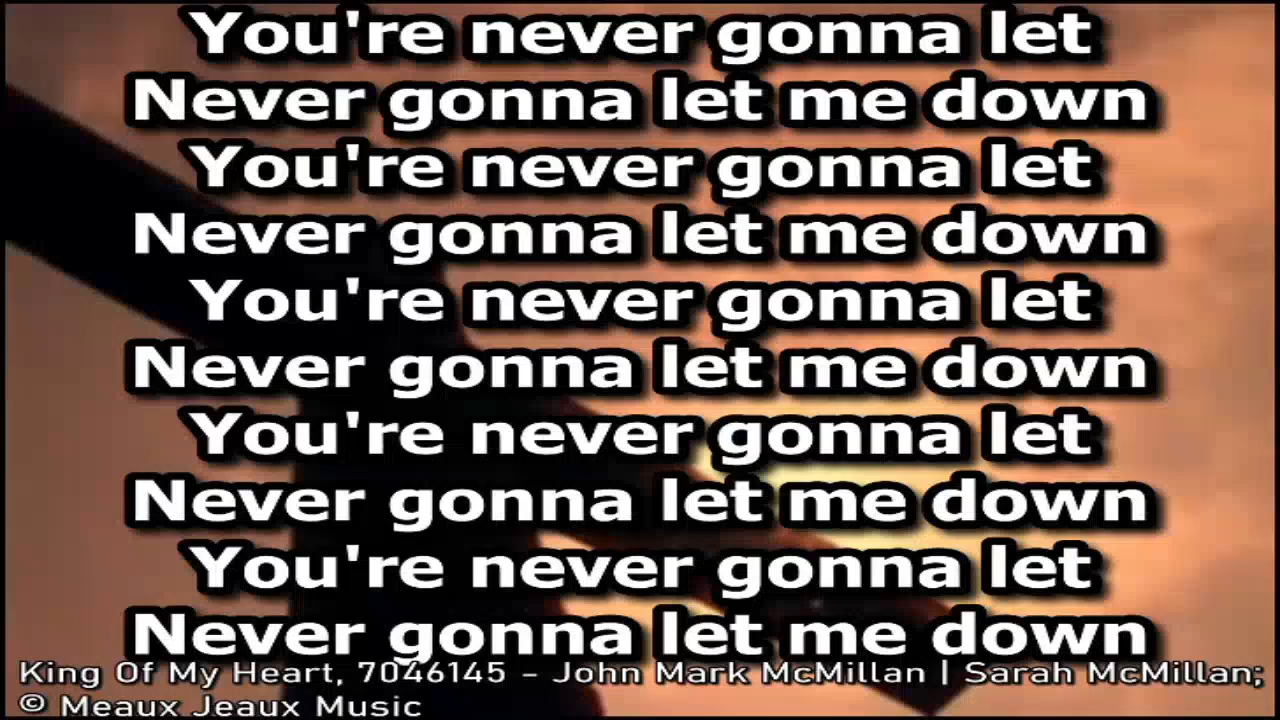 You're never gonna let
Never gonna let me down
You're never gonna let
Never gonna let me down
You're never gonna let
Never gonna let me down
You're never gonna let
Never gonna let me down
You're never gonna let
Never gonna let me down
King Of My Heart, 7046145 - John Mark McMillan | Sarah McMillan;
© Meaux Jeaux Music